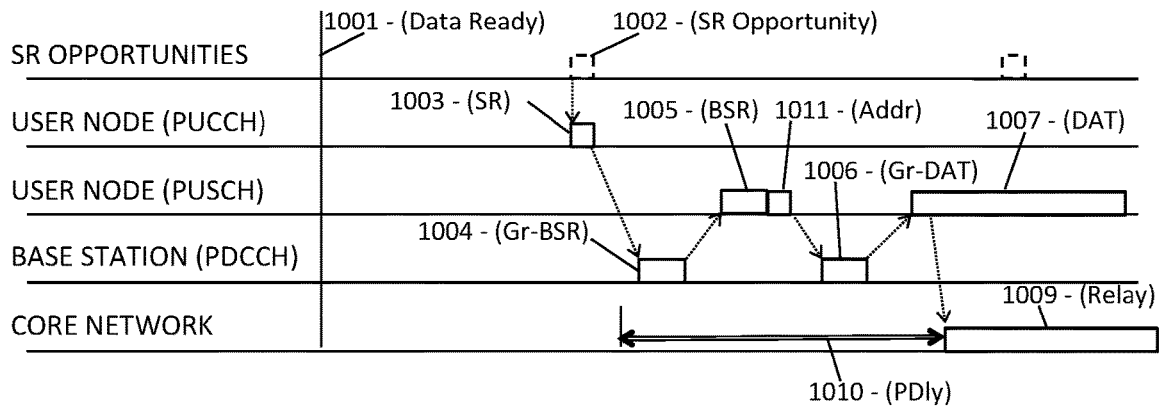 1001 - (Data Ready)
1002 - (SR Opportunity)
SR OPPORTUNITIES
1003 - (SR)
1005 - (BSR)
1011 - (Addr)
1007 - (DAT)
USER NODE (PUCCH)
1006 - (Gr-DAT)
USER NODE (PUSCH)
1004 - (Gr-BSR)
BASE STATION (PDCCH)
1009 - (Relay)
CORE NETWORK
1010 - (PDly)